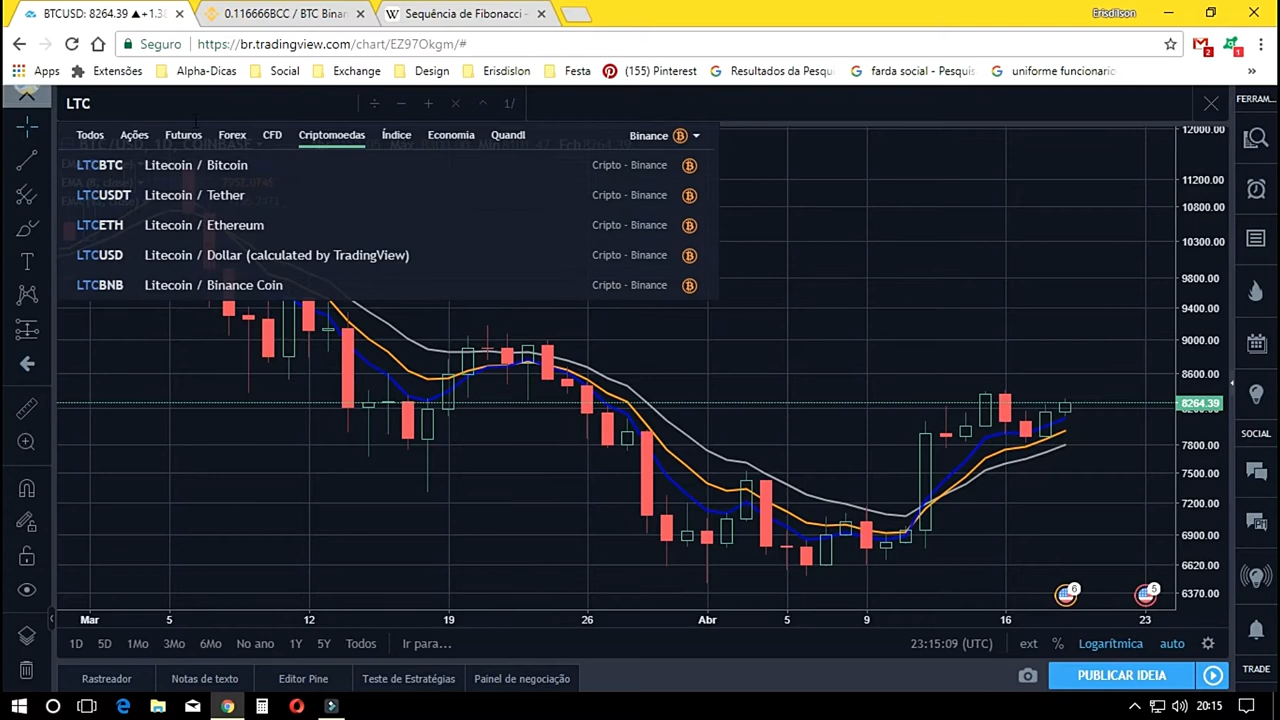 BTCUSD: 8264.39 ▲+1.38
0.116666BCC / BTC Binan
Sequência de Fibonacci -
Erisdilson
Seguro
https://br.tradingview.com/chart/EZ97Okgm/#
2
1
Apps
Extensões
Alpha-Dicas
Social
Exchange
Design
Erisdislon
Festa
(155) Pinterest
Resultados da Pesqu
farda social - Pesquis
uniforme funcionario
»
LTC
1/
FERRAM.
Todos
Ações
Futuros
Forex
CFD
Criptomoedas
Índice
Economia
Quandl
Binance
LTCBTC Litecoin / Bitcoin Cripto - Binance
LTCUSDT Litecoin / Tether Cripto - Binance
LTCETH Litecoin / Ethereum Cripto - Binance
LTCUSD Litecoin / Dollar (calculated by TradingView) Cripto - Binance
LTCBNB Litecoin / Binance Coin Cripto - Binance
12000.00
11200.00
10800.00
10300.00
9800.00
9400.00
9000.00
8600.00
8264.39
7800.00
7500.00
7200.00
6900.00
6620.00
6370.00
SOCIAL
6
5
Mar
5
12
19
26
Abr
5
9
16
23
1D
5D
1Mo
3Mo
6Mo
No ano
1Y
5Y
Todos
Ir para...
23:15:09 (UTC)
ext
%
Logarítmica
auto
Rastreador
Notas de texto
Editor Pine
Teste de Estratégias
Painel de negociação
PUBLICAR IDEIA
TRADE
20:15